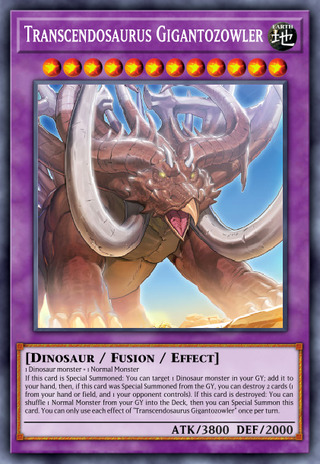 TRANSCENDOSAURUS GIGANTOZOWLER
EARTH
地
[DINOSAUR / FUSION / EFFECT]
1 Dinosaur monster + 1 Normal Monster
If this card is Special Summoned: You can target 1 Dinosaur monster in your GY; add it to
your hand, then, if this card was Special Summoned from the GY, you can destroy 2 cards (1
from your hand or field, and 1 your opponent controls). If this card is destroyed: You can
shuffle 1 Normal Monster from your GY into the Deck, then you can Special Summon this
card. You can only use each effect of "Transcendosaurus Gigantozowler" once per turn.
ATK/3800 DEF/2000